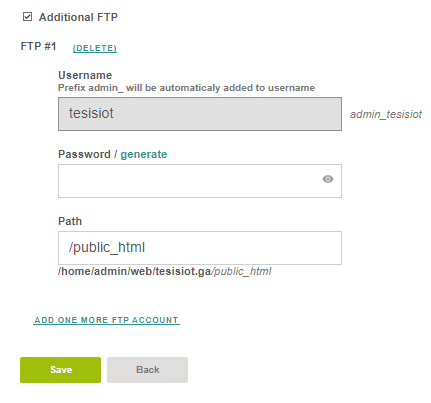 Additional FTP
FTP #1 (DELETE)
Username
Prefix admin_ will be automaticaly added to username
tesisiot admin_tesisiot
Password / generate
Path
/public_html
/home/admin/web/tesisiot.ga/public_html
ADD ONE MORE FTP ACCOUNT
Save Back